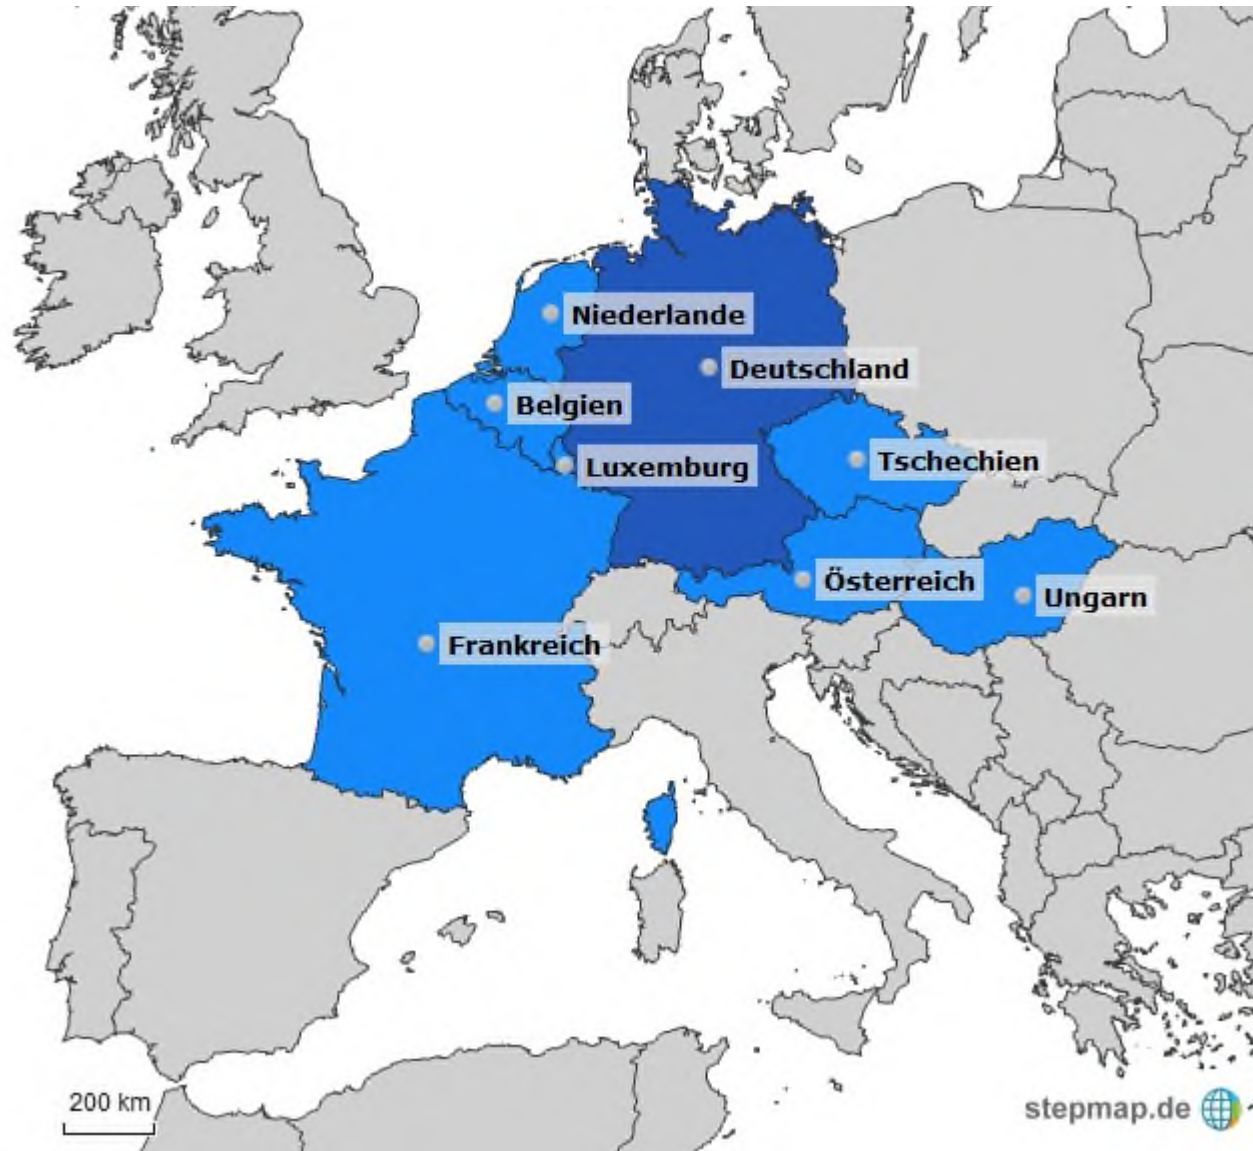 Niederlande
Deutschland
Belgien
Tschechien
Luxemburg
Österreich
Ungarn
Frankreich
200 km
stepmap.de